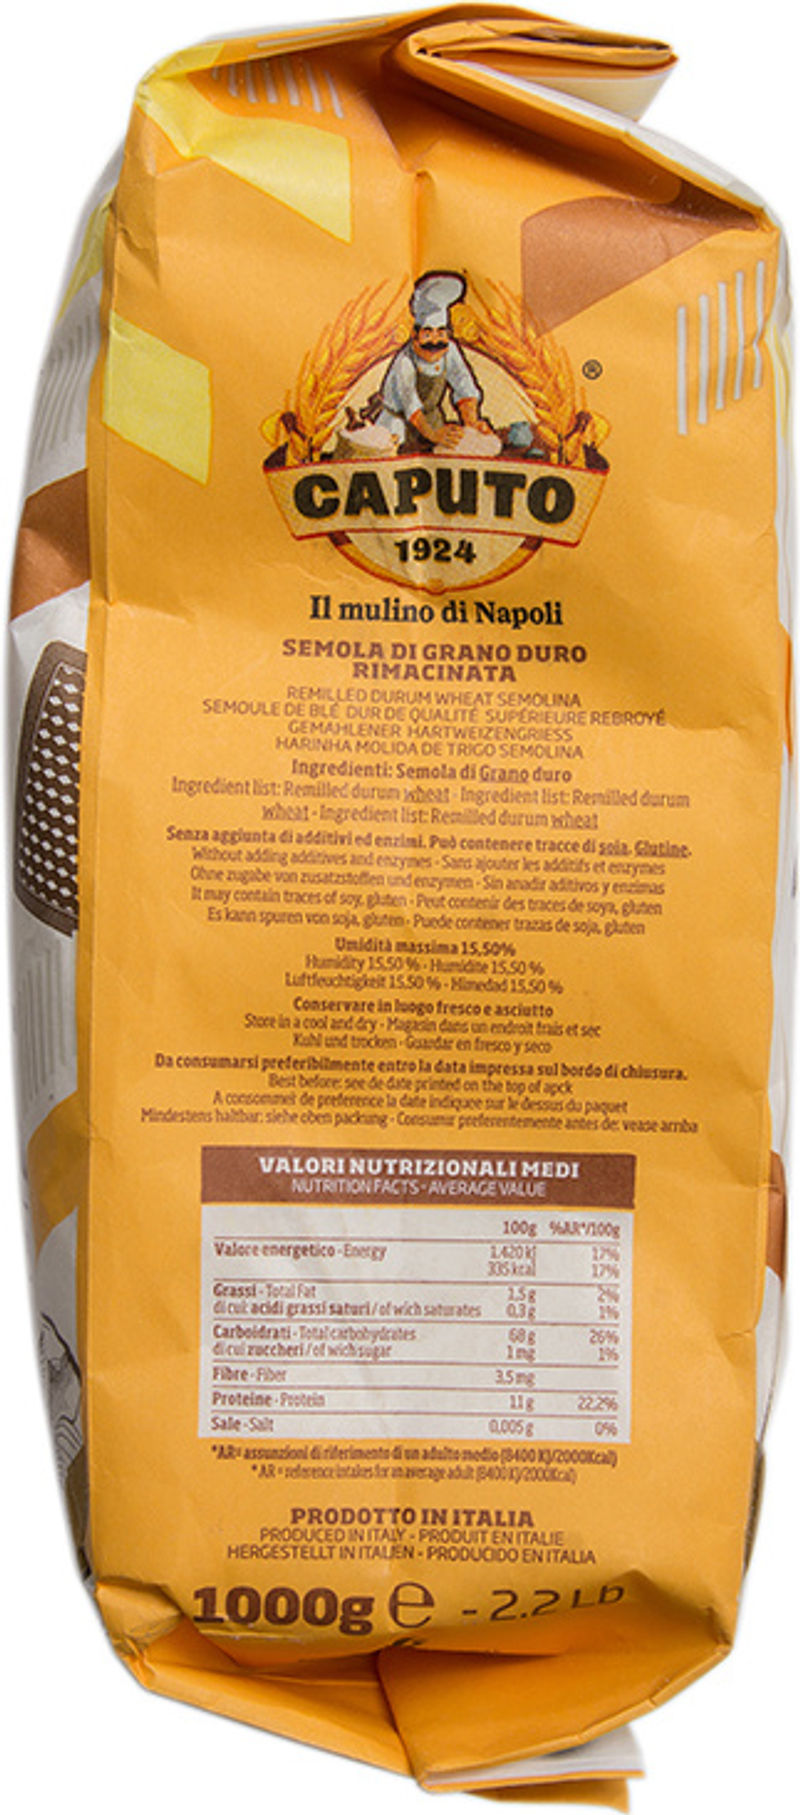 ®
CAPUTO
1924
Il mulino di Napoli
SEMOLA DI GRANO DURO
RIMACINATA
REMILLED DURUM WHEAT SEMOLINA
SEMOULE DE BLÉ DUR DE QUALITÉ SUPÉRIEURE REBROYÉ
GEMAHLENER HARTWEIZENGRIESS
HARINHA MOLIDA DE TRIGO SEMOLINA
Ingredienti: Semola di Grano duro
Ingredient list: Remilled durum wheat - Ingredient list: Remilled durum
wheat - Ingredient list: Remilled durum wheat
Senza aggiunta di additivi ed enzimi. Può contenere tracce di soia. Glutine.
Without adding additives and enzymes - Sans ajouter les additifs et enzymes
Ohne zugabe von zusatzstoffen und enzymen - Sin anadir aditivos y enzimas
It may contain traces of soy, gluten - Peut contenir des traces de soya, gluten
Es kann spuren von soja, gluten - Puede contener trazas de soja, gluten
Umidità massima 15,50%
Humidity 15,50 % - Humidite 15,50 %
Luftfeuchtigkeit 15,50 % - Himedad 15,50 %
Conservare in luogo fresco e asciutto
Store in a cool and dry - Magasin dans un endroit frais et sec
Kuhl und trocken - Guardar en fresco y seco
Da consumarsi preferibilmente entro la data impressa sul bordo di chiusura.
Best before: see de date printed on the top of apck
A consommei de preference la date indiquee sur le dessus du paquet
Mindestens haltbar: siehe oben packung - Consumir preferentemente antes de: vease arriba
VALORI NUTRIZIONALI MEDI
NUTRITION FACTS - AVERAGE VALUE
100g %AR*/100g
Valore energetico - Energy 1.420 kj 17%
335 kcal 17%
Grassi - Total Fat 1,5 g 2%
di cui: acidi grassi saturi / of wich saturates 0,3 g 1%
Carboidrati - Total carbohydrates 68 g 26%
di cui zuccheri / of wich sugar 1 mg 1%
Fibre - Fiber 3,5 mg
Proteine - Protein 11 g 22,2%
Sale - Salt 0,005 g 0%
*AR= assunzioni di riferimento di un adulto medio (8400 KJ/2000Kcal)
*AR = reference intakes for an average adult (8400 KJ/2000Kcal)
PRODOTTO IN ITALIA
PRODUCED IN ITALY - PRODUIT EN ITALIE
HERGESTELLT IN ITALIEN - PRODUCIDO EN ITALIA
1000g e - 2.2 Lb